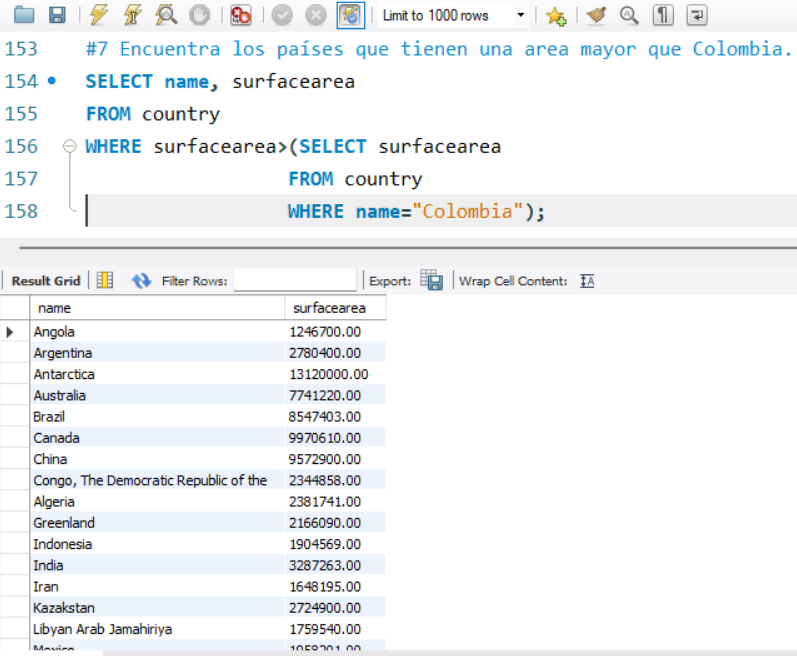 Limit to 1000 rows
153 #7 Encuentra los países que tienen una area mayor que Colombia.
154 SELECT name, surfacearea
155 FROM country
156 WHERE surfacearea>(SELECT surfacearea
157 FROM country
158 WHERE name="Colombia");
Result Grid Filter Rows: Export: Wrap Cell Content: IA
name surfacearea
Angola 1246700.00
Argentina 2780400.00
Antarctica 13120000.00
Australia 7741220.00
Brazil 8547403.00
Canada 9970610.00
China 9572900.00
Congo, The Democratic Republic of the 2344858.00
Algeria 2381741.00
Greenland 2166090.00
Indonesia 1904569.00
India 3287263.00
Iran 1648195.00
Kazakstan 2724900.00
Libyan Arab Jamahiriya 1759540.00
Mexico 1958201.00